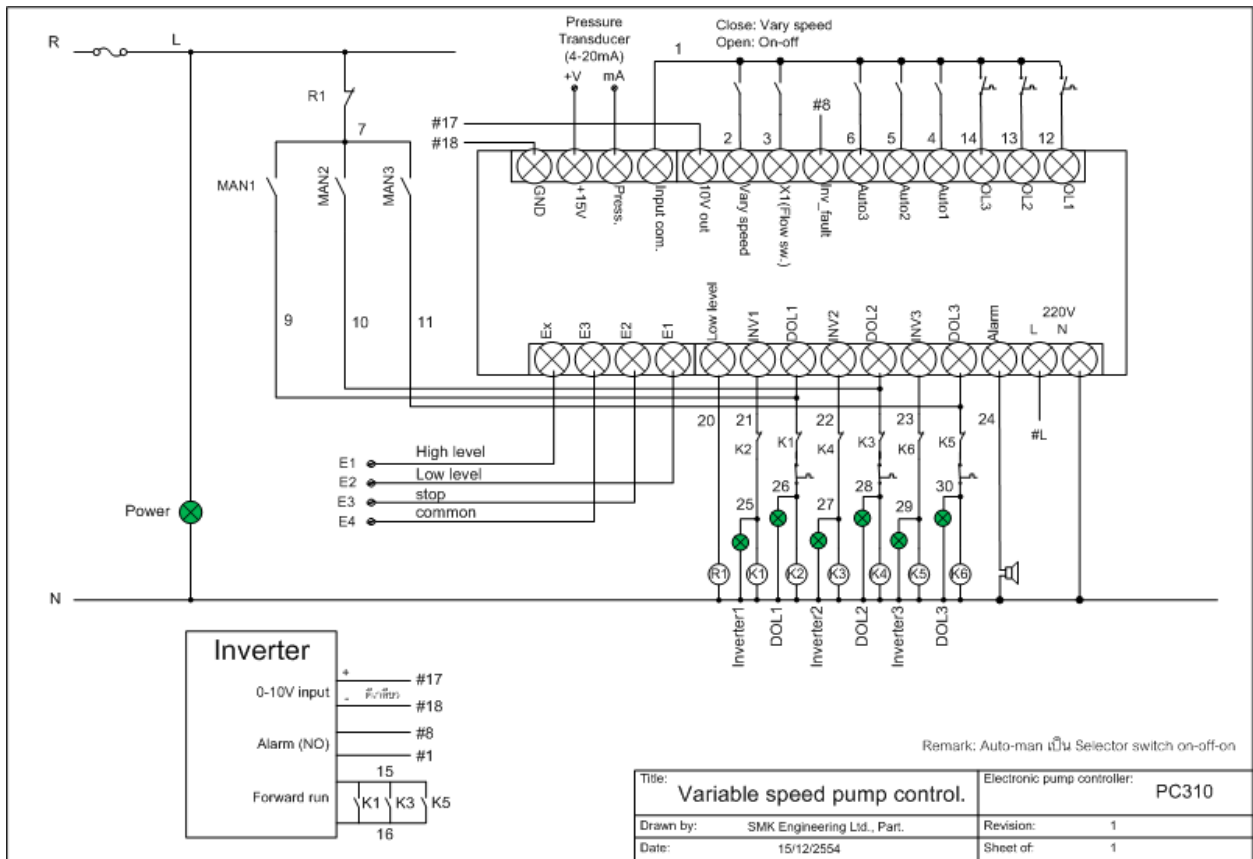 R
L
R1
7
MAN1
MAN2
MAN3
9
10
11
Pressure
Transducer
(4-20mA)
+V
mA
1
Close: Vary speed
Open: On-off
#17
#18
2
3
#8
6
5
4
14
13
12
GND
+15V
Press.
Input com.
10V out
Vary speed
X1(Flow sw.)
Inv_fault
Auto3
Auto2
Auto1
OL3
OL2
OL1
220V
L
N
Ex
E3
E2
E1
Low level
INV1
DOL1
INV2
DOL2
INV3
DOL3
Alarm
20
21
22
23
24
#L
K2
K1
K4
K3
K6
K5
E1
High level
E2
Low level
E3
stop
E4
common
25
26
27
28
29
30
Power
R1
K1
K2
K3
K4
K5
K6
N
Inverter1
DOL1
Inverter2
DOL2
Inverter3
DOL3
Inverter
0-10V input
+
#17
-
#18
Alarm (NO)
#8
#1
Forward run
15
K1
K3
K5
16
Remark: Auto-man เป็น Selector switch on-off-on
Title:
Variable speed pump control.
Electronic pump controller:
PC310
Drawn by:
SMK Engineering Ltd., Part.
Revision:
1
Date:
15/12/2554
Sheet of:
1